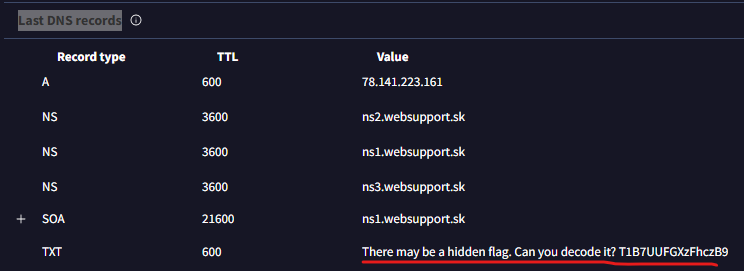 Last DNS records
Record type TTL Value
A 600 78.141.223.161
NS 3600 ns2.websupport.sk
NS 3600 ns1.websupport.sk
NS 3600 ns3.websupport.sk
+ SOA 21600 ns1.websupport.sk
TXT 600 There may be a hidden flag. Can you decode it? T1B7UUFGXzFhczB9